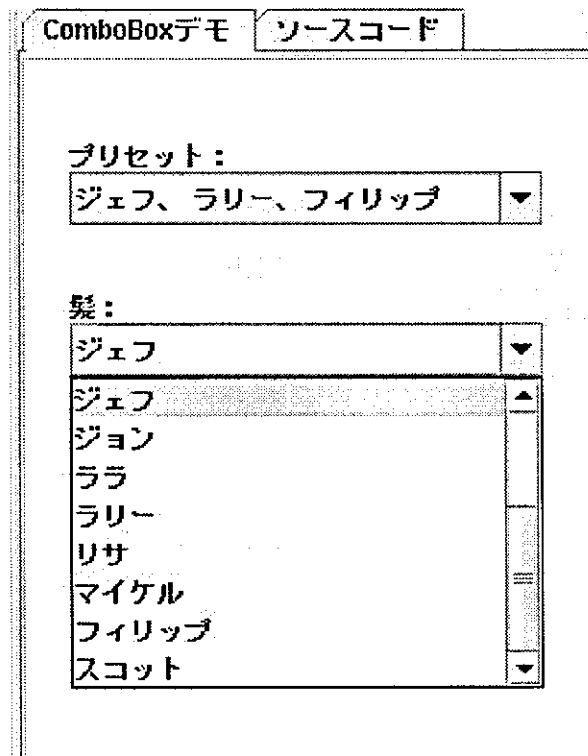 ComboBoxデモ ソースコード
プリセット：
ジェフ、ラリー、フィリップ
髪：
ジェフ
ジェフ
ジョン
ララ
ラリー
リサ
マイケル
フィリップ
スコット